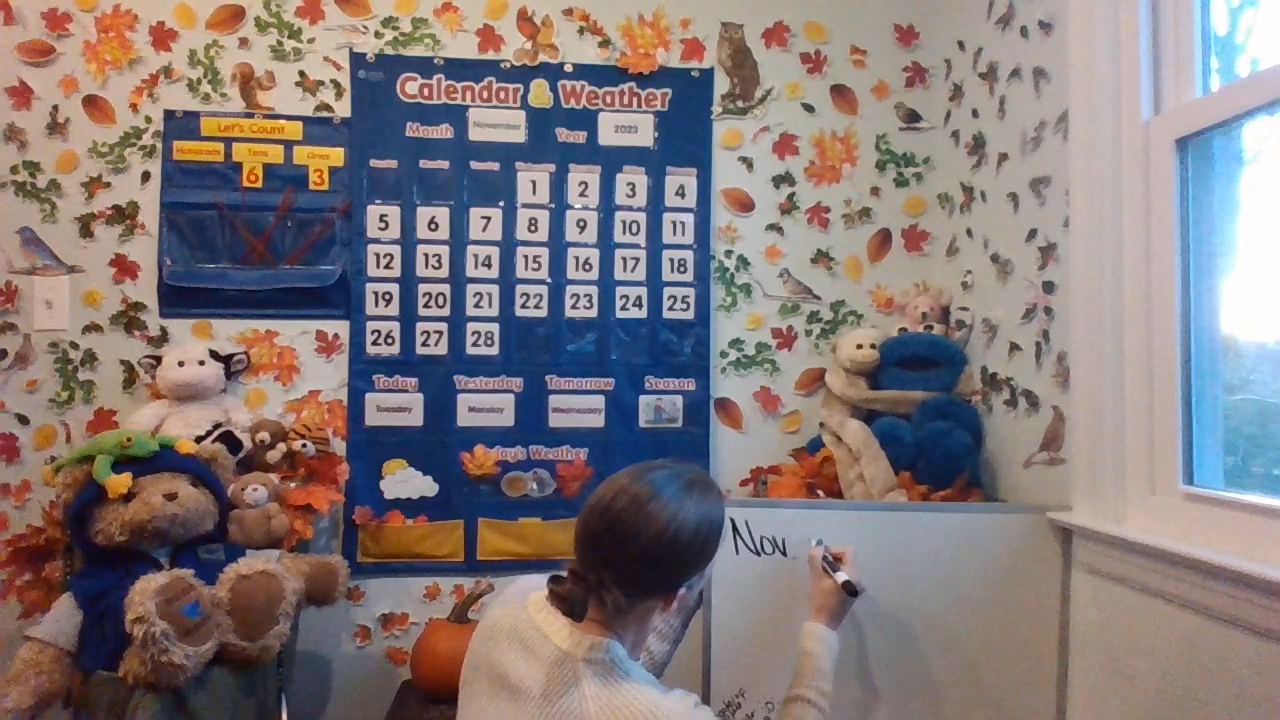 Calendar & Weather
Let's Count
Month November Year 2023
Hundreds Tens Ones
6 3
1 2 3 4
5 6 7 8 9 10 11
12 13 14 15 16 17 18
19 20 21 22 23 24 25
26 27 28
Today Yesterday Tomorrow Season
Tuesday Monday Wednesday
day's Weather
Nov